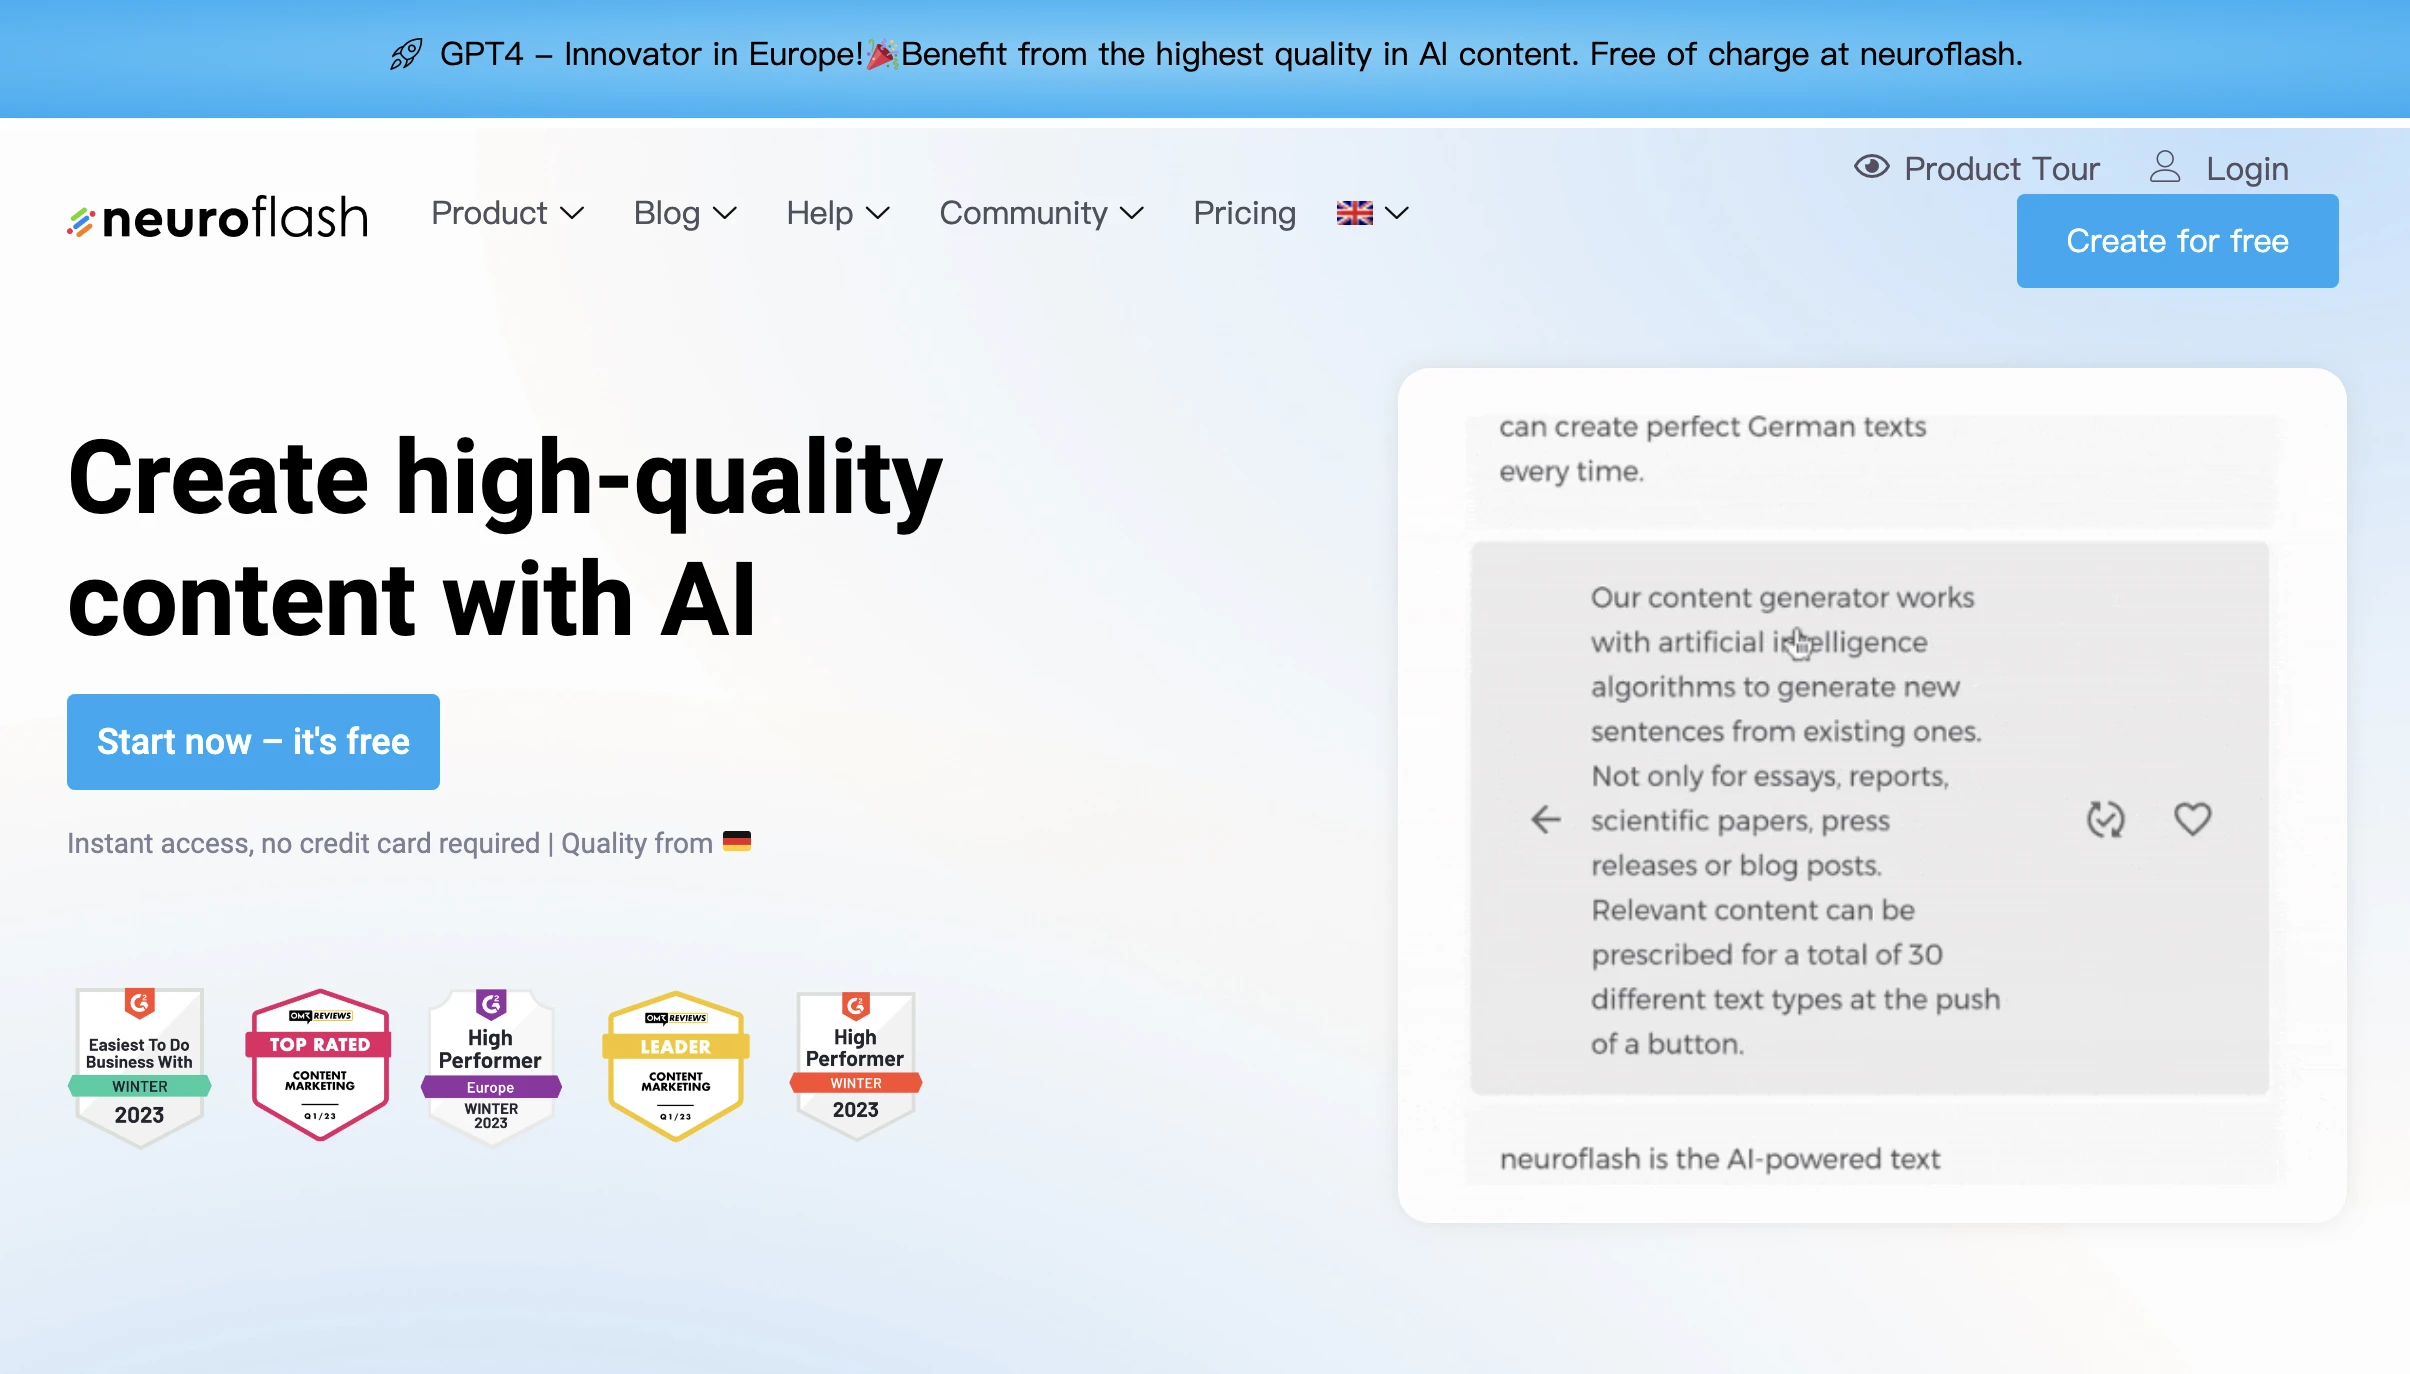 GPT4 – Innovator in Europe!🎉Benefit from the highest quality in AI content. Free of charge at neuroflash.
Product Tour
Login
neuroflash
Product
Blog
Help
Community
Pricing
Create for free
Create high-quality
content with AI
Start now – it's free
Instant access, no credit card required | Quality from 🇩🇪
G2
Easiest To Do
Business With
WINTER
2023
OMR REVIEWS
TOP RATED
CONTENT
MARKETING
Q1/23
G2
High
Performer
Europe
WINTER
2023
OMR REVIEWS
LEADER
CONTENT
MARKETING
Q1/23
G2
High
Performer
WINTER
2023
can create perfect German texts
every time.
Our content generator works
with artificial intelligence
algorithms to generate new
sentences from existing ones.
Not only for essays, reports,
scientific papers, press
releases or blog posts.
Relevant content can be
prescribed for a total of 30
different text types at the push
of a button.
neuroflash is the AI-powered text